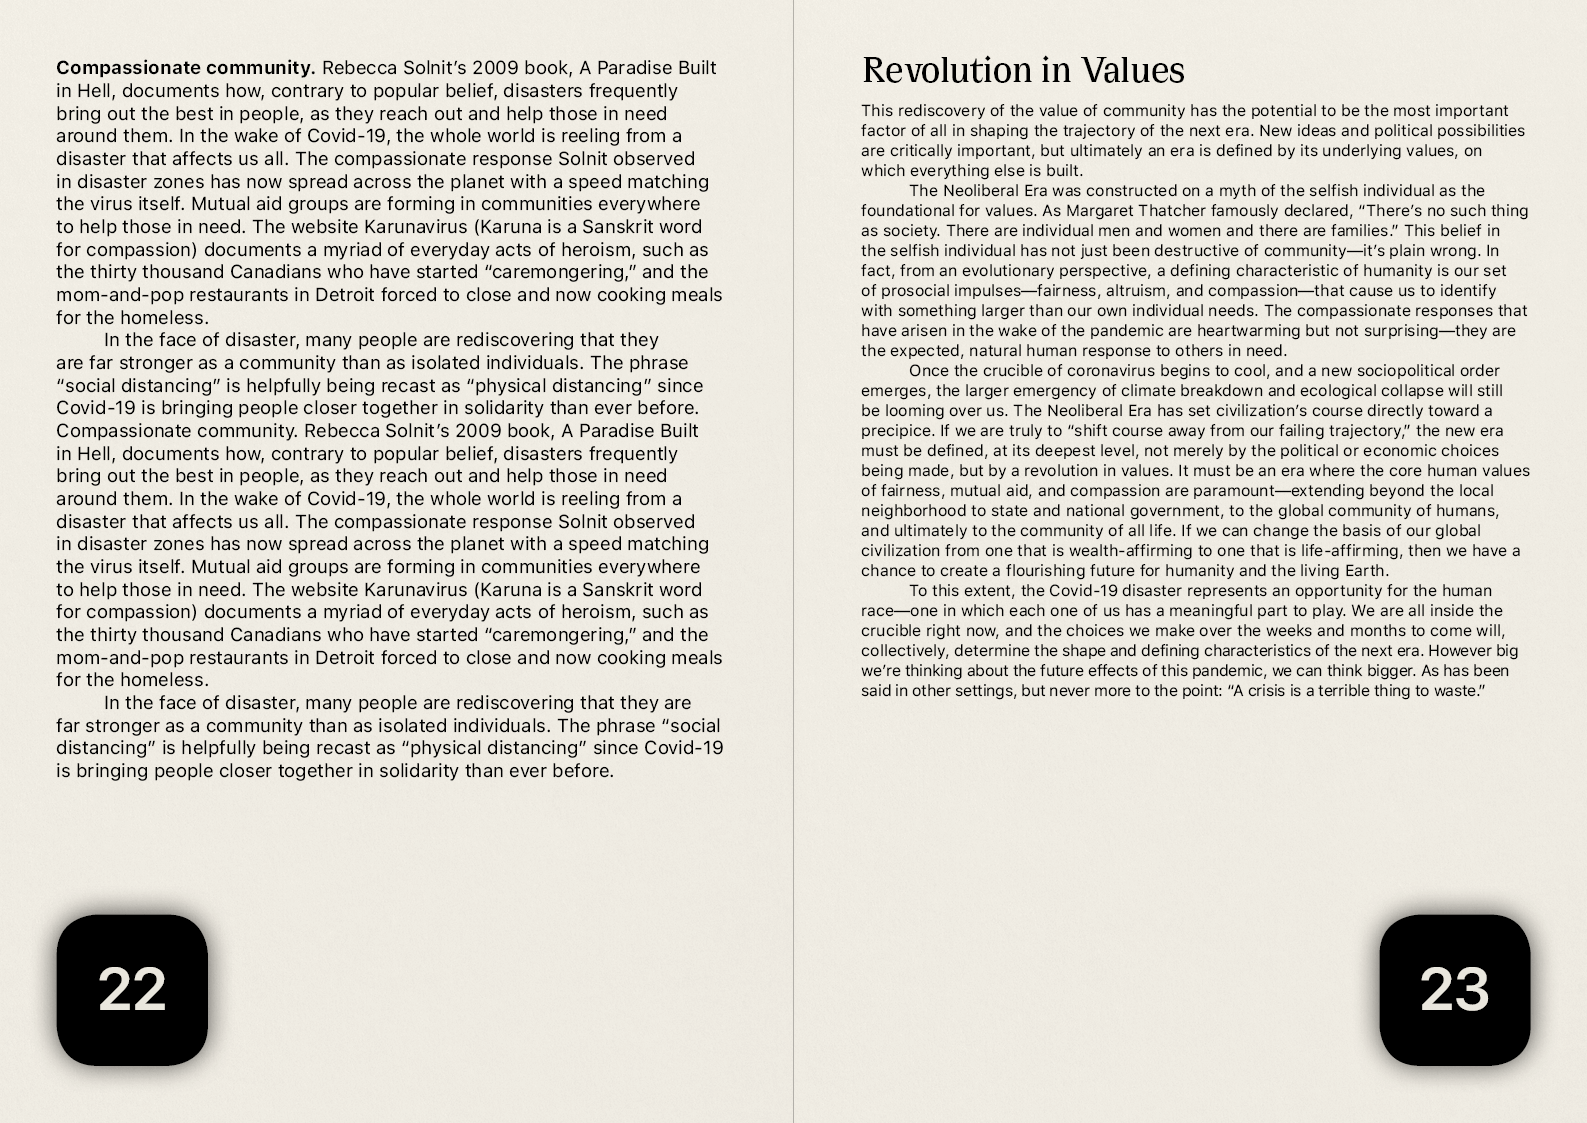 Compassionate community. Rebecca Solnit’s 2009 book, A Paradise Built
in Hell, documents how, contrary to popular belief, disasters frequently
bring out the best in people, as they reach out and help those in need
around them. In the wake of Covid-19, the whole world is reeling from a
disaster that affects us all. The compassionate response Solnit observed
in disaster zones has now spread across the planet with a speed matching
the virus itself. Mutual aid groups are forming in communities everywhere
to help those in need. The website Karunavirus (Karuna is a Sanskrit word
for compassion) documents a myriad of everyday acts of heroism, such as
the thirty thousand Canadians who have started “caremongering,” and the
mom-and-pop restaurants in Detroit forced to close and now cooking meals
for the homeless.
In the face of disaster, many people are rediscovering that they
are far stronger as a community than as isolated individuals. The phrase
“social distancing” is helpfully being recast as “physical distancing” since
Covid-19 is bringing people closer together in solidarity than ever before.
Compassionate community. Rebecca Solnit’s 2009 book, A Paradise Built
in Hell, documents how, contrary to popular belief, disasters frequently
bring out the best in people, as they reach out and help those in need
around them. In the wake of Covid-19, the whole world is reeling from a
disaster that affects us all. The compassionate response Solnit observed
in disaster zones has now spread across the planet with a speed matching
the virus itself. Mutual aid groups are forming in communities everywhere
to help those in need. The website Karunavirus (Karuna is a Sanskrit word
for compassion) documents a myriad of everyday acts of heroism, such as
the thirty thousand Canadians who have started “caremongering,” and the
mom-and-pop restaurants in Detroit forced to close and now cooking meals
for the homeless.
In the face of disaster, many people are rediscovering that they are
far stronger as a community than as isolated individuals. The phrase “social
distancing” is helpfully being recast as “physical distancing” since Covid-19
is bringing people closer together in solidarity than ever before.
22
Revolution in Values
This rediscovery of the value of community has the potential to be the most important
factor of all in shaping the trajectory of the next era. New ideas and political possibilities
are critically important, but ultimately an era is defined by its underlying values, on
which everything else is built.
The Neoliberal Era was constructed on a myth of the selfish individual as the
foundational for values. As Margaret Thatcher famously declared, “There’s no such thing
as society. There are individual men and women and there are families.” This belief in
the selfish individual has not just been destructive of community—it’s plain wrong. In
fact, from an evolutionary perspective, a defining characteristic of humanity is our set
of prosocial impulses—fairness, altruism, and compassion—that cause us to identify
with something larger than our own individual needs. The compassionate responses that
have arisen in the wake of the pandemic are heartwarming but not surprising—they are
the expected, natural human response to others in need.
Once the crucible of coronavirus begins to cool, and a new sociopolitical order
emerges, the larger emergency of climate breakdown and ecological collapse will still
be looming over us. The Neoliberal Era has set civilization’s course directly toward a
precipice. If we are truly to “shift course away from our failing trajectory,” the new era
must be defined, at its deepest level, not merely by the political or economic choices
being made, but by a revolution in values. It must be an era where the core human values
of fairness, mutual aid, and compassion are paramount—extending beyond the local
neighborhood to state and national government, to the global community of humans,
and ultimately to the community of all life. If we can change the basis of our global
civilization from one that is wealth-affirming to one that is life-affirming, then we have a
chance to create a flourishing future for humanity and the living Earth.
To this extent, the Covid-19 disaster represents an opportunity for the human
race—one in which each one of us has a meaningful part to play. We are all inside the
crucible right now, and the choices we make over the weeks and months to come will,
collectively, determine the shape and defining characteristics of the next era. However big
we’re thinking about the future effects of this pandemic, we can think bigger. As has been
said in other settings, but never more to the point: “A crisis is a terrible thing to waste.”
23